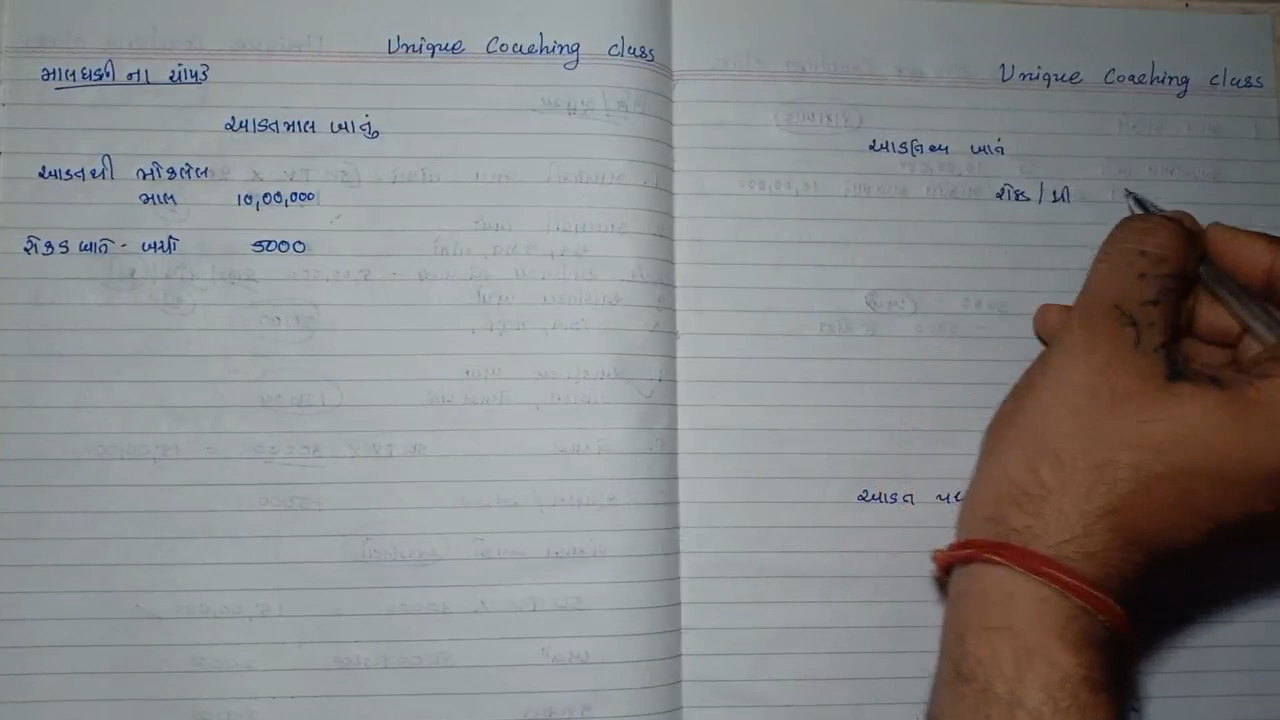 Unique Coaching class
માલધણી ના ચોપડે
આડતમાલ ખાનું
આડતથી મોકલેલ
માલ 10,00,000
રોકડ ખાતે - ખર્ચા 5000
Unique Coaching class
આડતિયા ખાતે
રોકડ / પ્રી
આડત